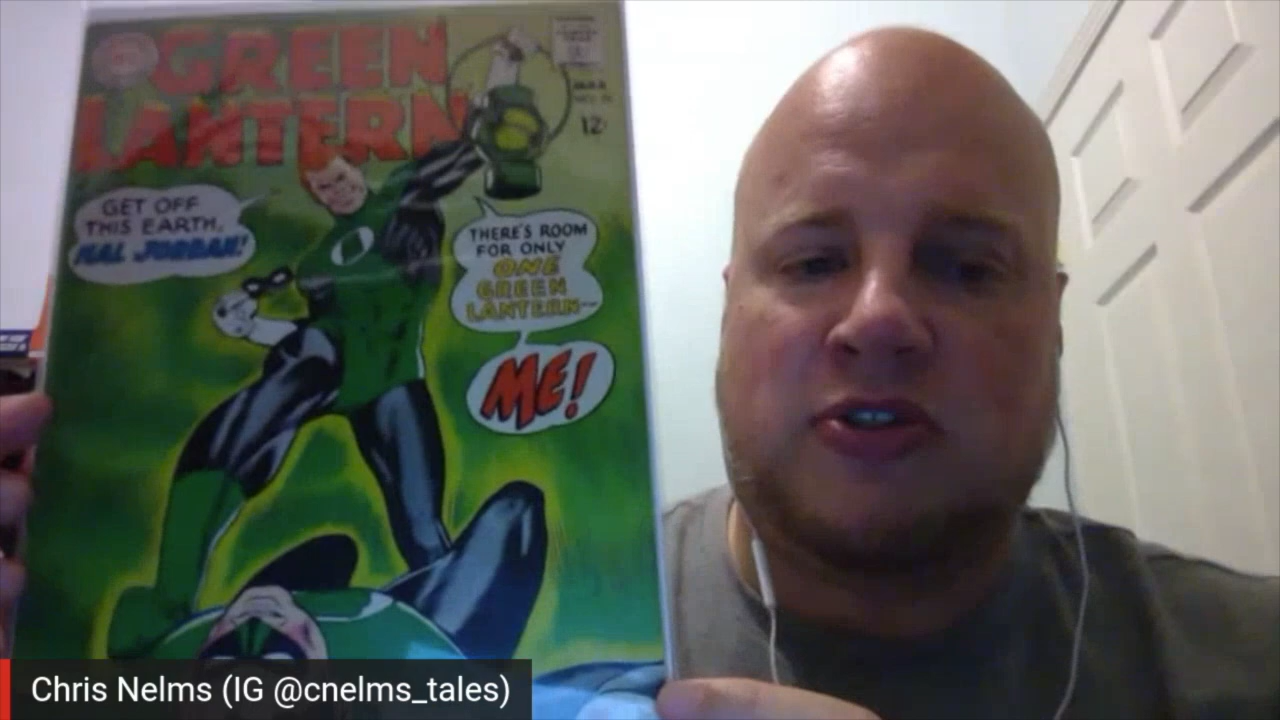 GREEN
LANTERN
MAR.
12¢
GET OFF
THIS EARTH,
HAL JORDAN!
THERE'S ROOM
FOR ONLY
ONE
GREEN
LANTERN--
ME!
Chris Nelms (IG @cnelms_tales)